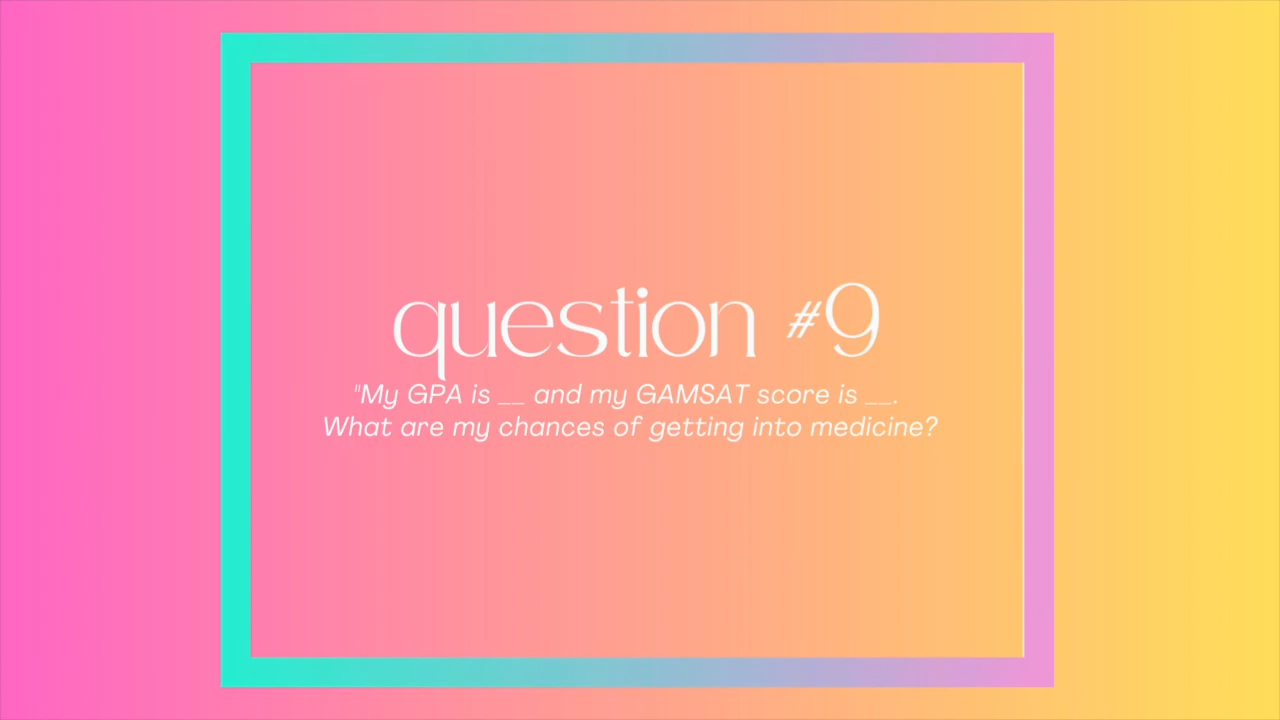 question #9
"My GPA is __ and my GAMSAT score is __.
What are my chances of getting into medicine?